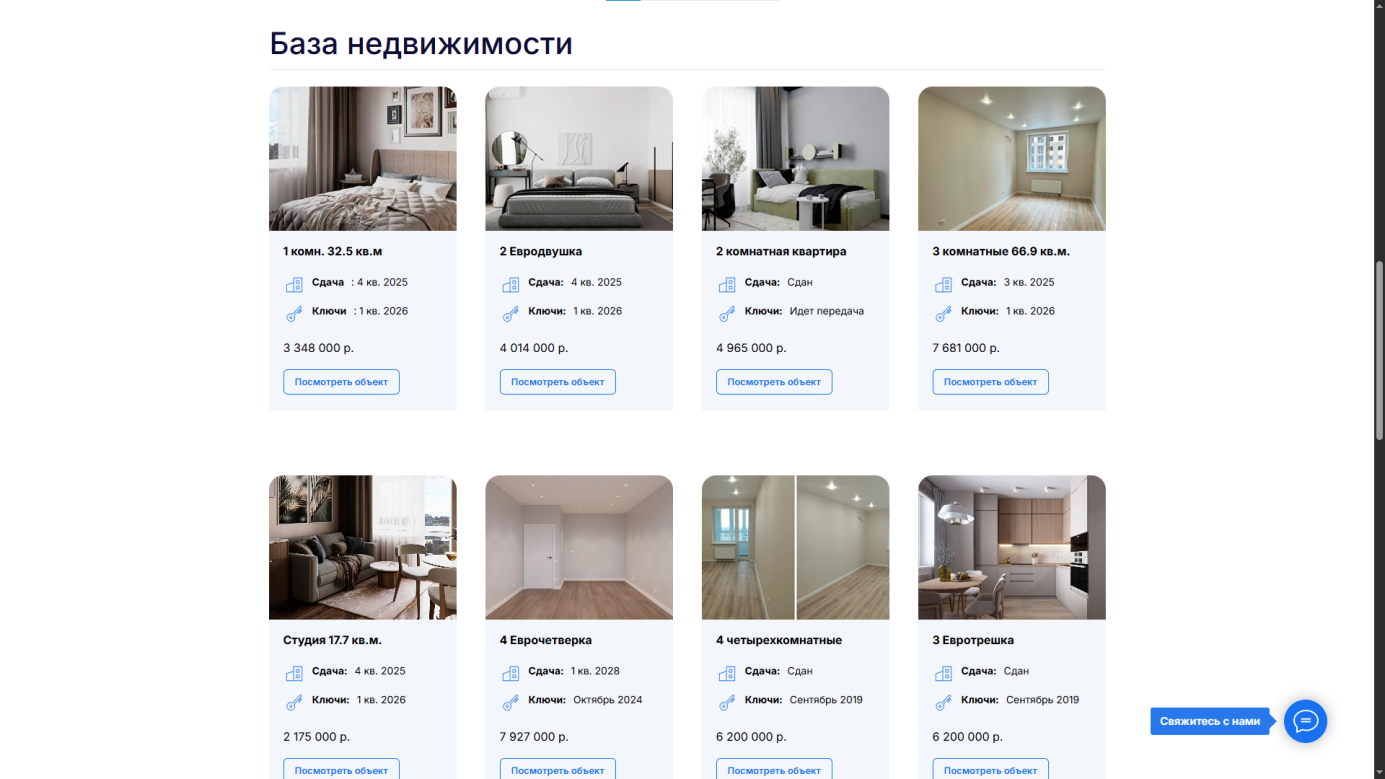 База недвижимости
1 комн. 32.5 кв.м
Сдача : 4 кв. 2025
Ключи : 1 кв. 2026
3 348 000 р.
Посмотреть объект
2 Евродвушка
Сдача: 4 кв. 2025
Ключи: 1 кв. 2026
4 014 000 р.
Посмотреть объект
2 комнатная квартира
Сдача: Сдан
Ключи: Идет передача
4 965 000 р.
Посмотреть объект
3 комнатные 66.9 кв.м.
Сдача: 3 кв. 2025
Ключи: 1 кв. 2026
7 681 000 р.
Посмотреть объект
Студия 17.7 кв.м.
Сдача: 4 кв. 2025
Ключи: 1 кв. 2026
2 175 000 р.
Посмотреть объект
4 Еврочетверка
Сдача: 1 кв. 2028
Ключи: Октябрь 2024
7 927 000 р.
Посмотреть объект
4 четырехкомнатные
Сдача: Сдан
Ключи: Сентябрь 2019
6 200 000 р.
Посмотреть объект
3 Евротрешка
Сдача: Сдан
Ключи: Сентябрь 2019
6 200 000 р.
Посмотреть объект
Свяжитесь с нами